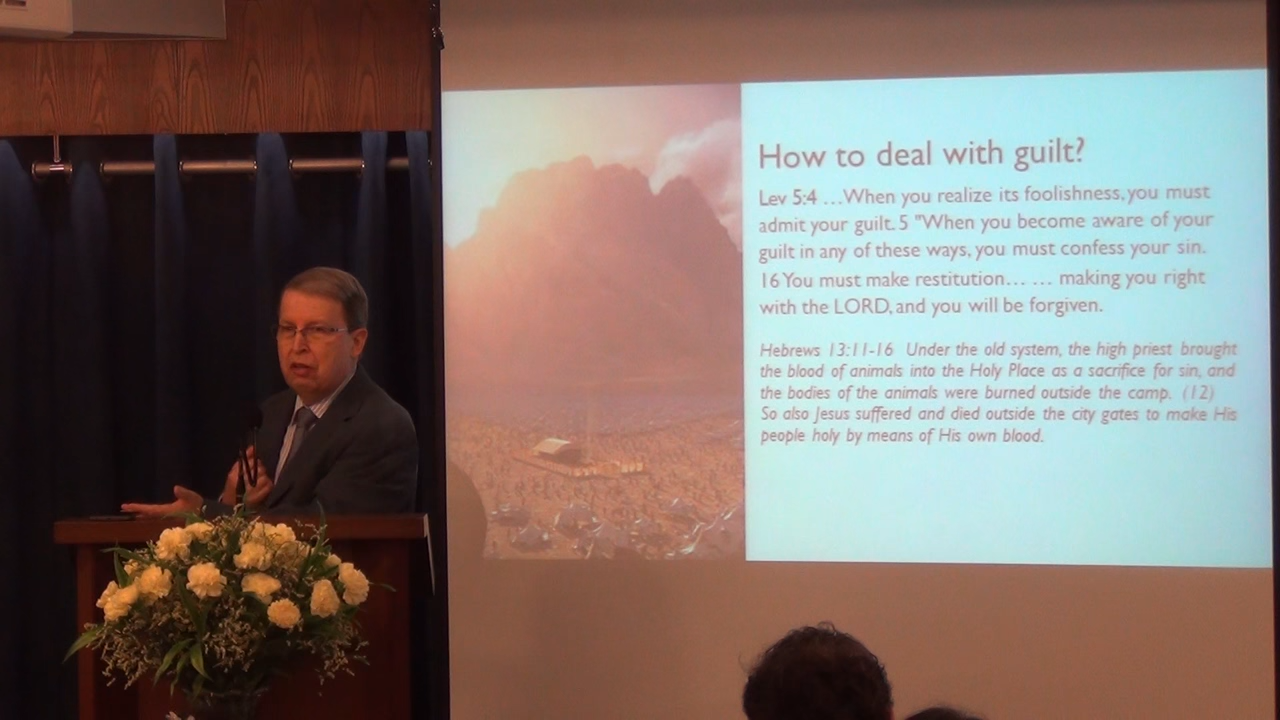 How to deal with guilt?
Lev 5:4 ...When you realize its foolishness, you must
admit your guilt. 5 "When you become aware of your
guilt in any of these ways, you must confess your sin.
16 You must make restitution... ... making you right
with the LORD, and you will be forgiven.
Hebrews 13:11-16 Under the old system, the high priest brought
the blood of animals into the Holy Place as a sacrifice for sin, and
the bodies of the animals were burned outside the camp. (12)
So also Jesus suffered and died outside the city gates to make His
people holy by means of His own blood.